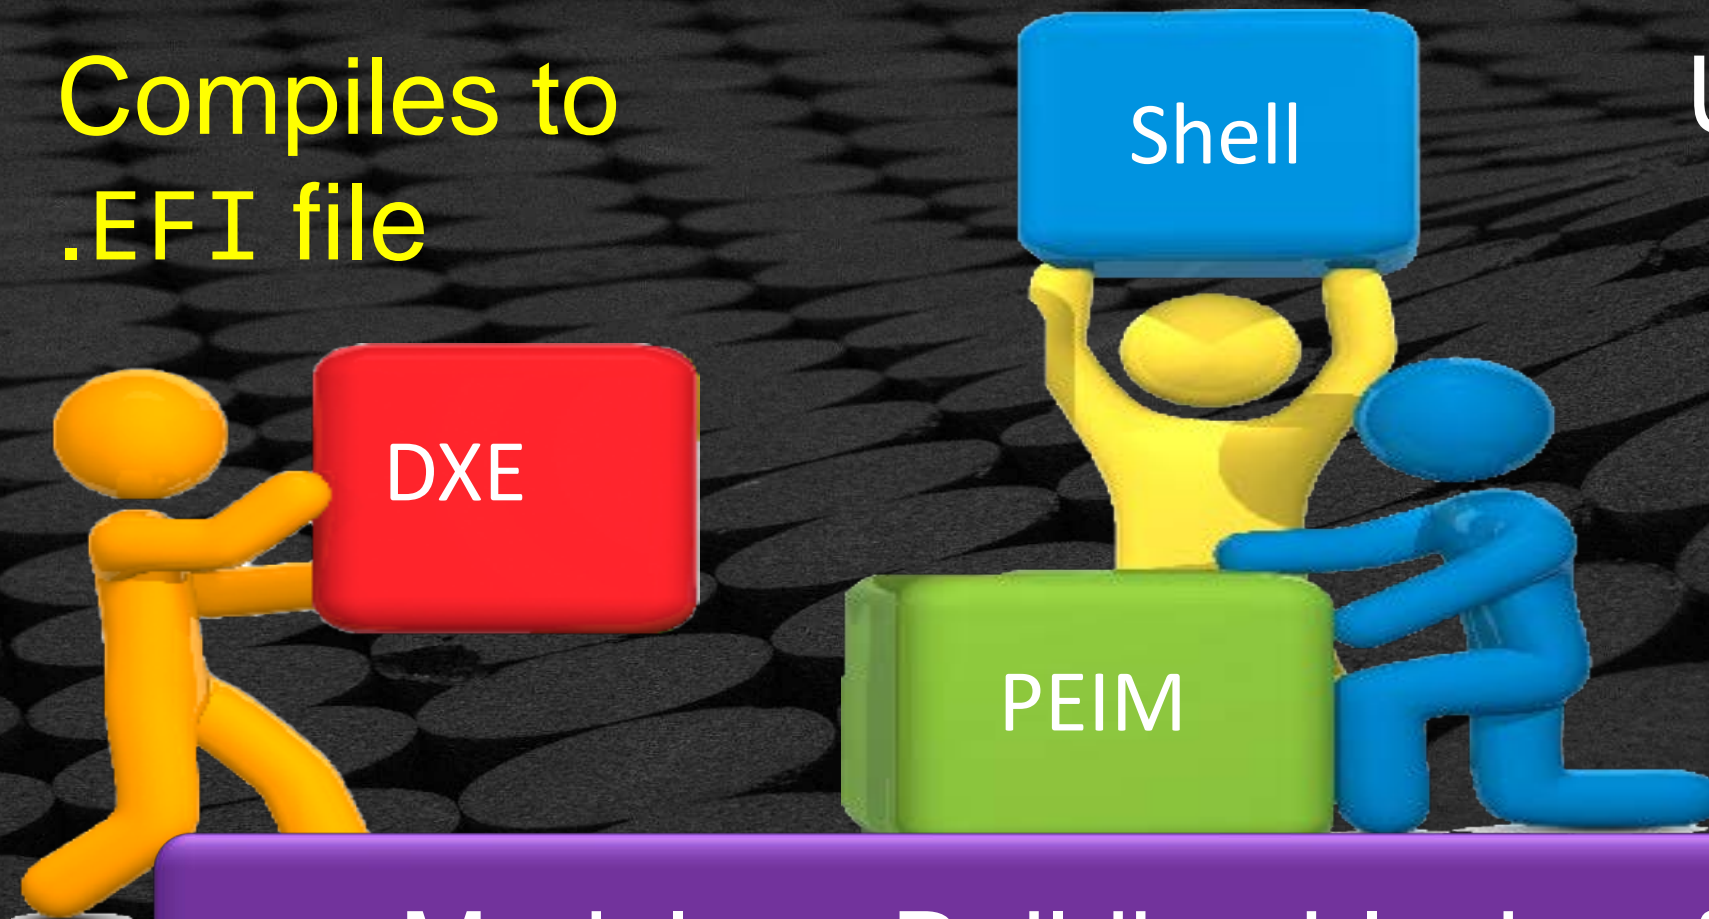 Compiles to
.EFI file
Shell
DXE
PEIM